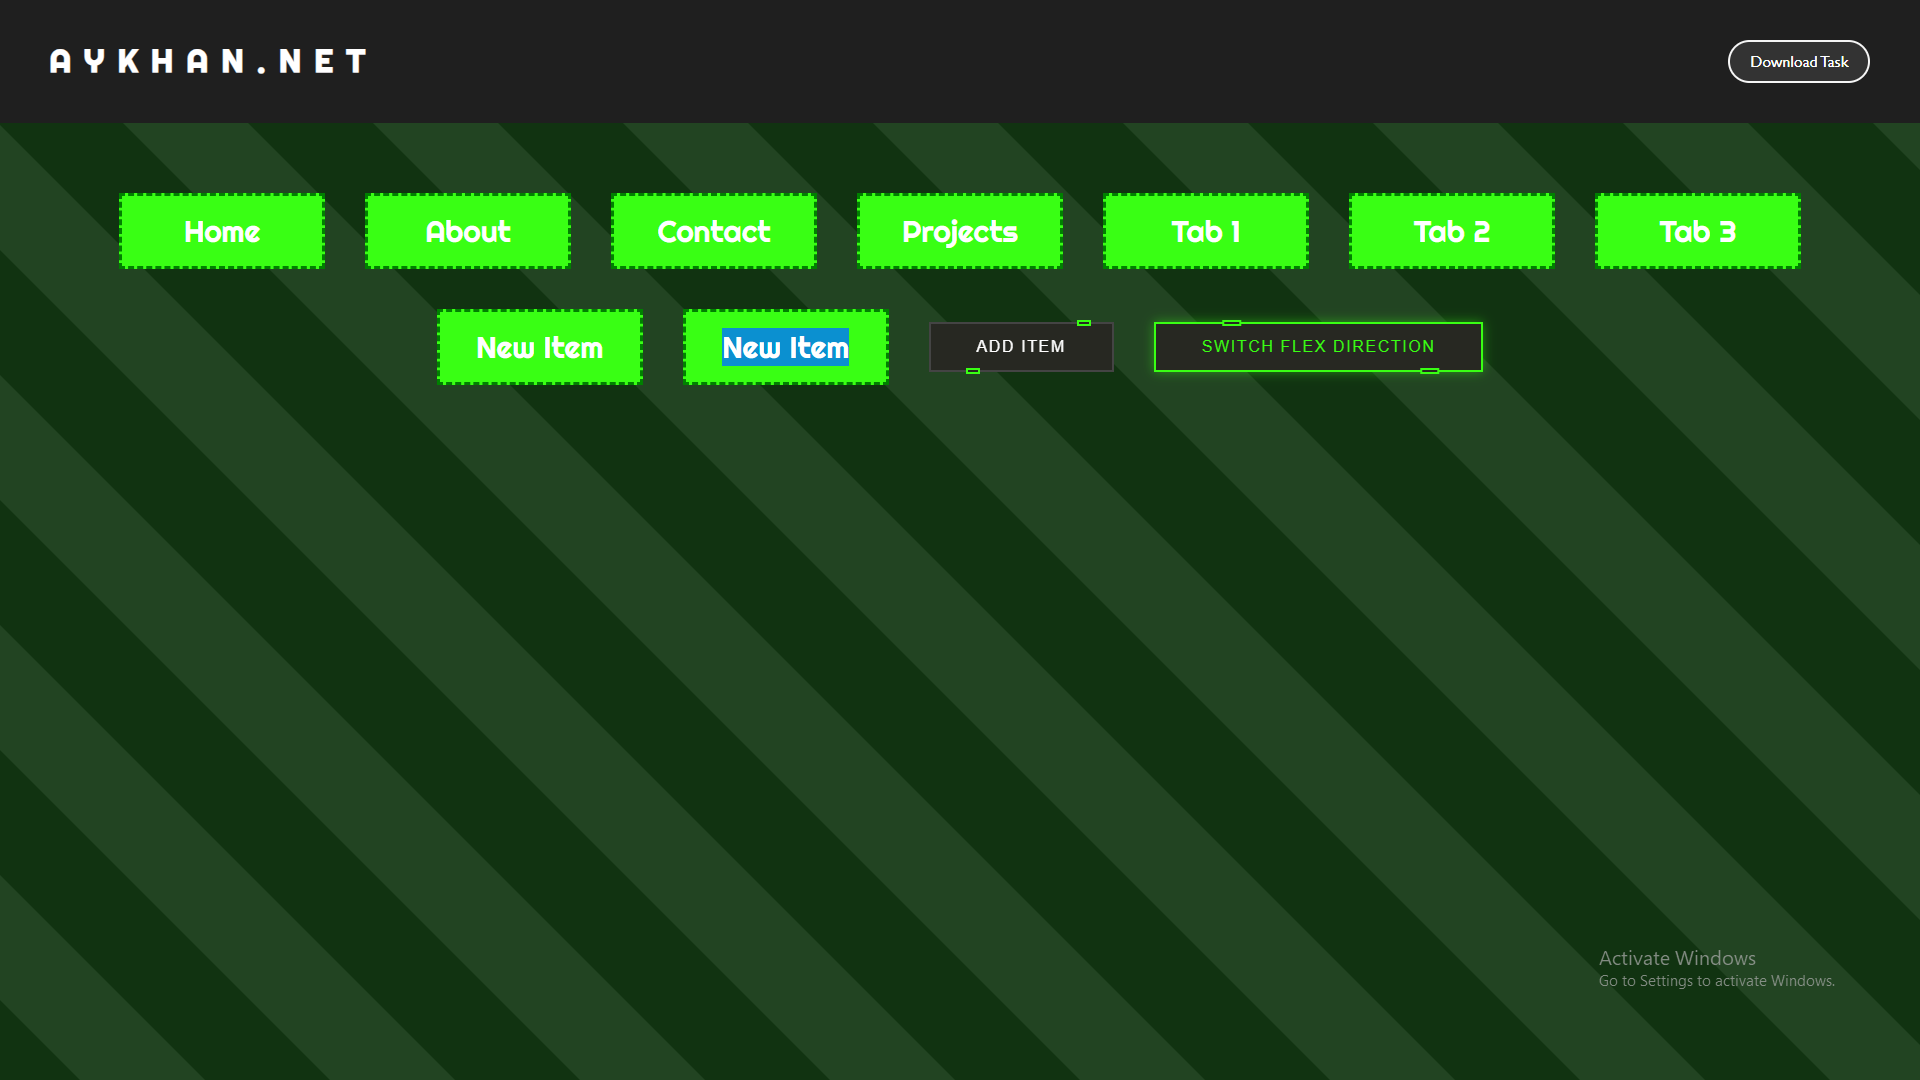 AYKHAN.NET
Download Task
Home About Contact Projects Tab 1 Tab 2 Tab 3
New Item New Item ADD ITEM SWITCH FLEX DIRECTION
Activate Windows
Go to Settings to activate Windows.